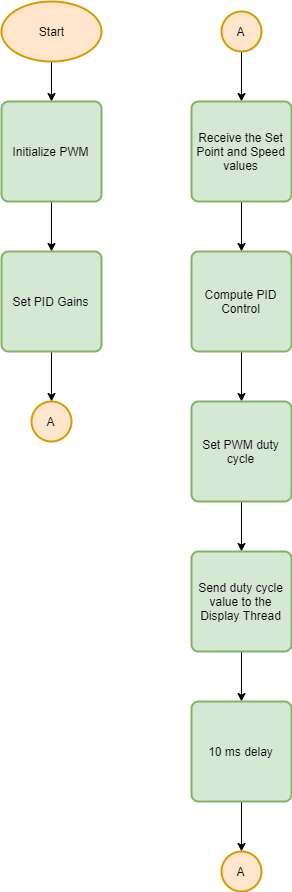 Start
Initialize PWM
Set PID Gains
A
A
Receive the Set
Point and Speed
values
Compute PID
Control
Set PWM duty
cycle
Send duty cycle
value to the
Display Thread
10 ms delay
A